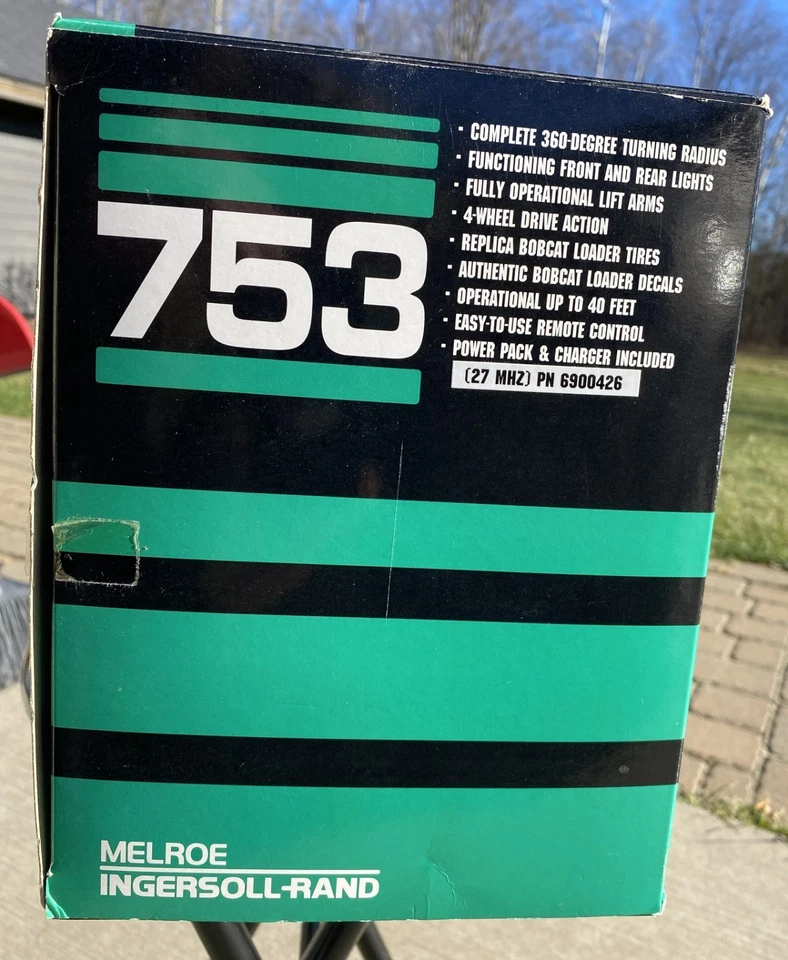 753
· COMPLETE 360-DEGREE TURNING RADIUS
· FUNCTIONING FRONT AND REAR LIGHTS
· FULLY OPERATIONAL LIFT ARMS
· 4-WHEEL DRIVE ACTION
· REPLICA BOBCAT LOADER TIRES
· AUTHENTIC BOBCAT LOADER DECALS
· OPERATIONAL UP TO 40 FEET
· EASY-TO-USE REMOTE CONTROL
· POWER PACK & CHARGER INCLUDED
(27 MHZ) PN 6900426
MELROE
INGERSOLL-RAND